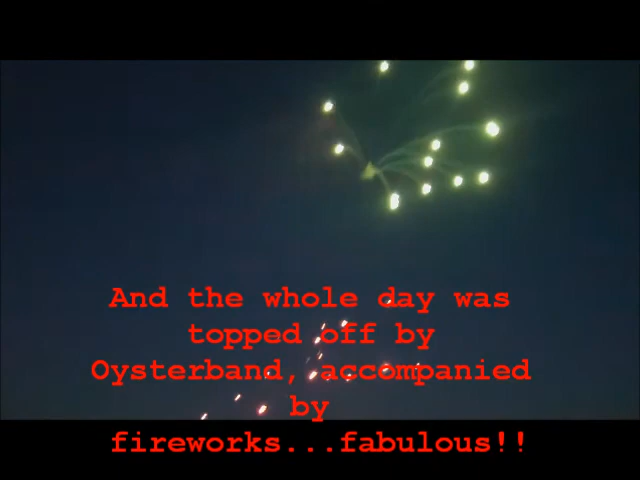 And the whole day was
topped off by
Oysterband, accompanied
by
fireworks...fabulous!!